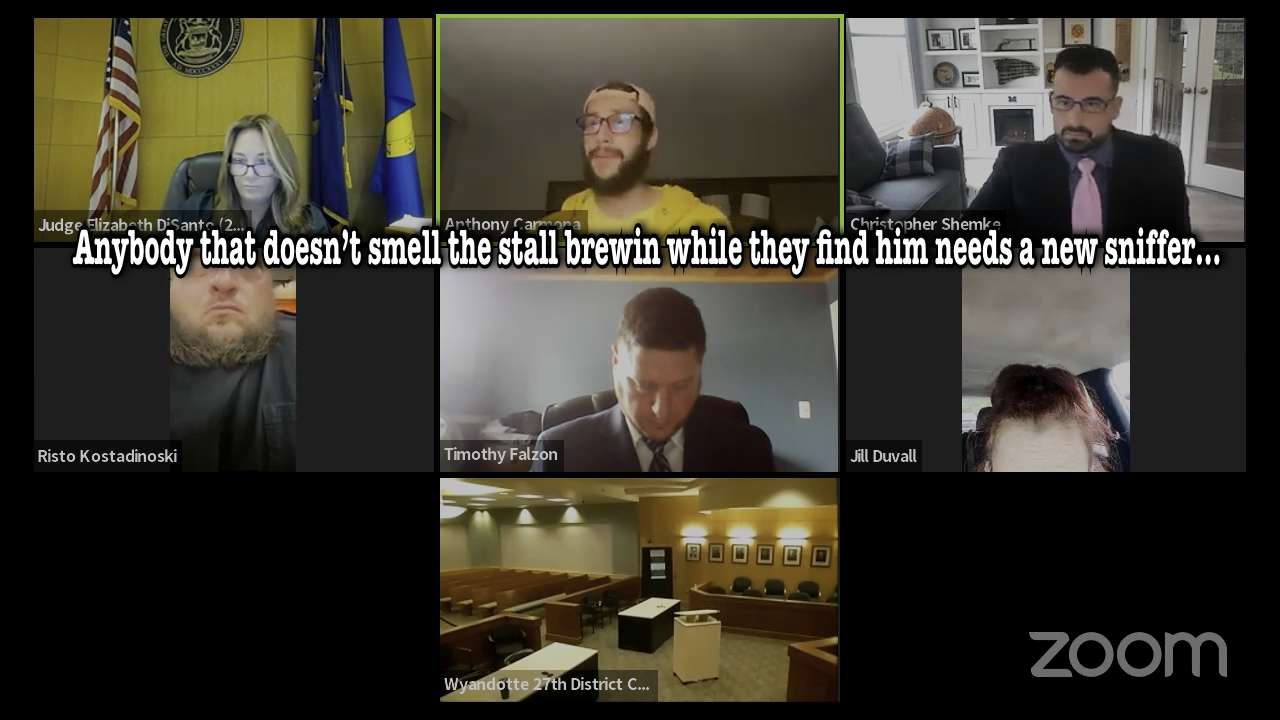 Judge Elizabeth DiSanto (2...
Anthony Carmona
Christopher Shemke
Anybody that doesn't smell the stall brewin while they find him needs a new sniffer...
Risto Kostadinoski
Timothy Falzon
Jill Duvall
Wyandotte 27th District C...
zoom